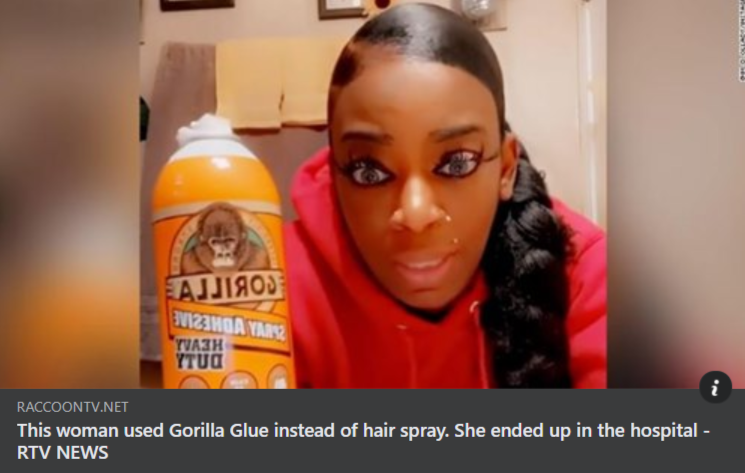 GORILLA
SPRAY ADHESIVE
HEAVY
DUTY
RACCOONTV.NET
This woman used Gorilla Glue instead of hair spray. She ended up in the hospital -
RTV NEWS